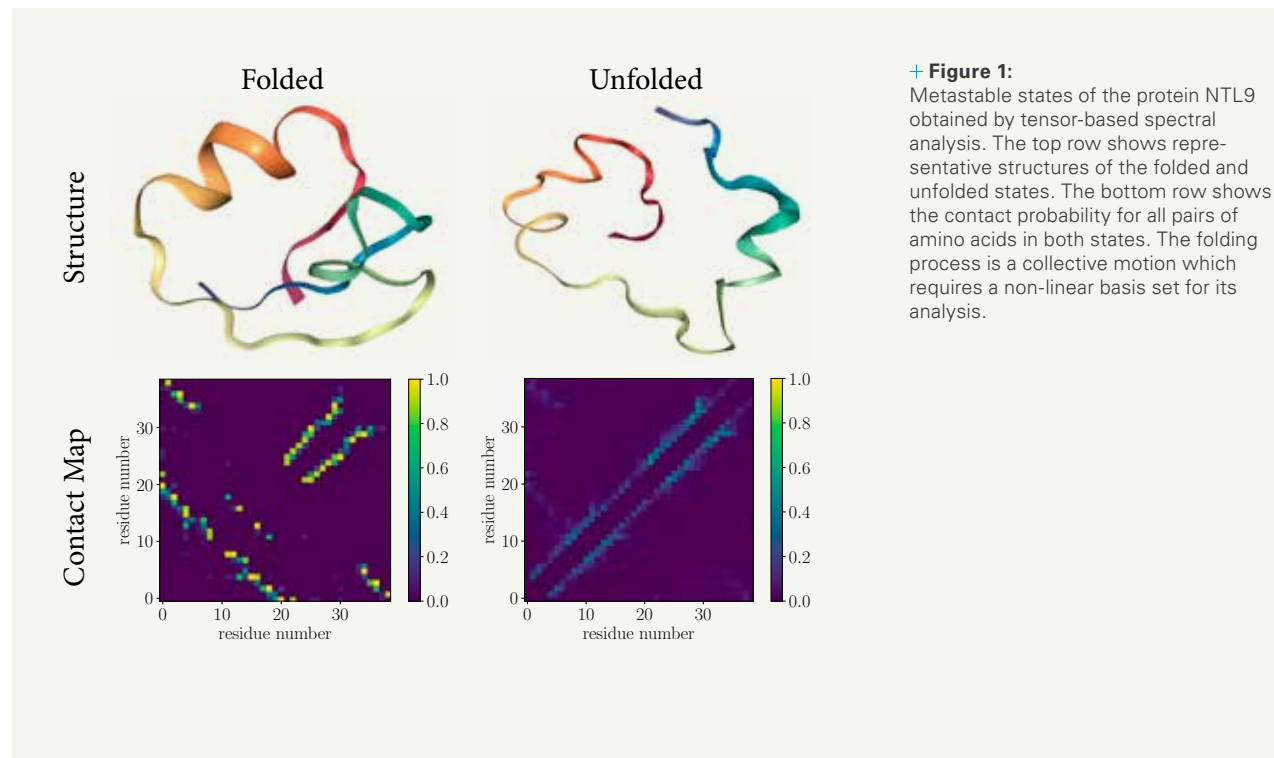 Folded
Unfolded
Structure
+ Figure 1:
Metastable states of the protein NTL9
obtained by tensor-based spectral
analysis. The top row shows repre-
sentative structures of the folded and
unfolded states. The bottom row shows
the contact probability for all pairs of
amino acids in both states. The folding
process is a collective motion which
requires a non-linear basis set for its
analysis.
Contact Map
residue number
30
20
10
0
0 10 20 30
residue number
1.0
0.8
0.6
0.4
0.2
0.0
residue number
30
20
10
0
0 10 20 30
residue number
1.0
0.8
0.6
0.4
0.2
0.0